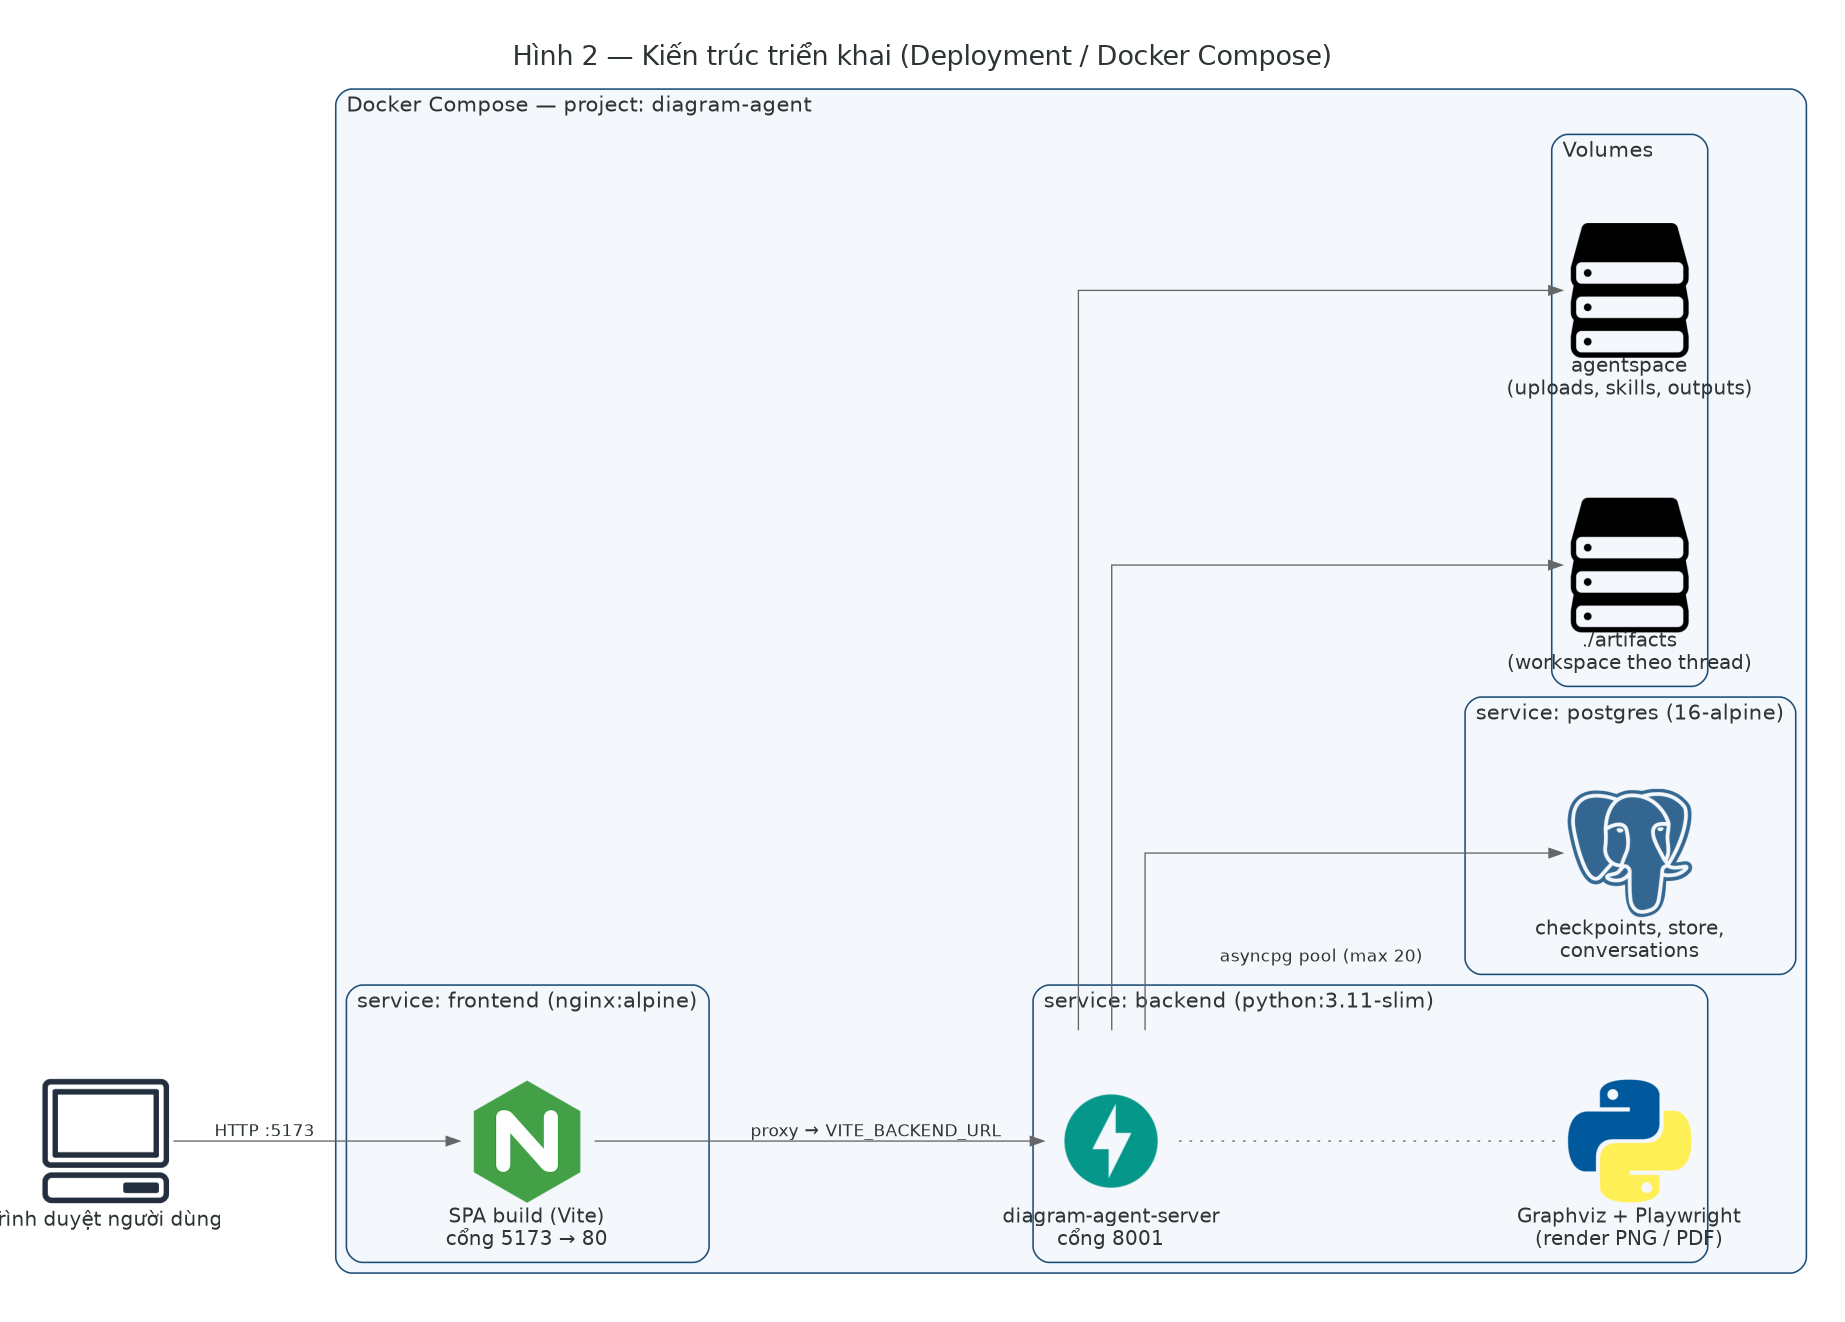 Hình 2 — Kiến trúc triển khai (Deployment / Docker Compose)
Docker Compose — project: diagram-agent
Volumes
agentspace
(uploads, skills, outputs)
./artifacts
(workspace theo thread)
service: postgres (16-alpine)
checkpoints, store,
conversations
asyncpg pool (max 20)
service: frontend (nginx:alpine)
service: backend (python:3.11-slim)
HTTP :5173
proxy → VITE_BACKEND_URL
rình duyệt người dùng
SPA build (Vite)
cổng 5173 → 80
diagram-agent-server
cổng 8001
Graphviz + Playwright
(render PNG / PDF)